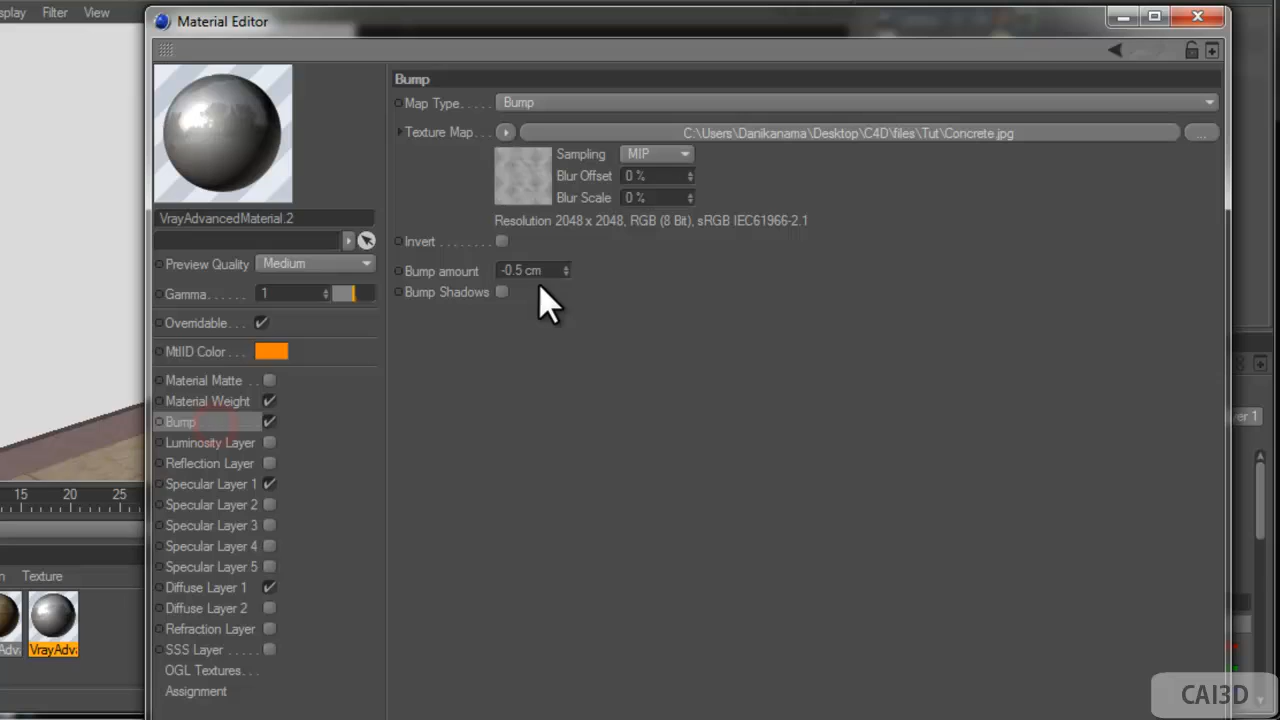 splay Filter View
Material Editor
Bump
Map Type. . . . . . Bump
Texture Map. . . C:\Users\Danikanama\Desktop\C4D\files\Tut\Concrete.jpg ...
Sampling MIP
Blur Offset 0 %
Blur Scale 0 %
Resolution 2048 x 2048, RGB (8 Bit), sRGB IEC61966-2.1
Invert . . . . . . . .
Bump amount -0.5 cm
Bump Shadows
VrayAdvancedMaterial.2
Preview Quality Medium
Gamma. . . . . . 1
Overridable. . .
MtlID Color . . .
Material Matte . .
Material Weight
Bump
Luminosity Layer
Reflection Layer
Specular Layer 1
Specular Layer 2
Specular Layer 3
Specular Layer 4
Specular Layer 5
Diffuse Layer 1
Diffuse Layer 2
Refraction Layer
SSS Layer . . . . .
OGL Textures. . .
Assignment
15 20 25
n Texture
Adv VrayAdv
er 1
CAI3D